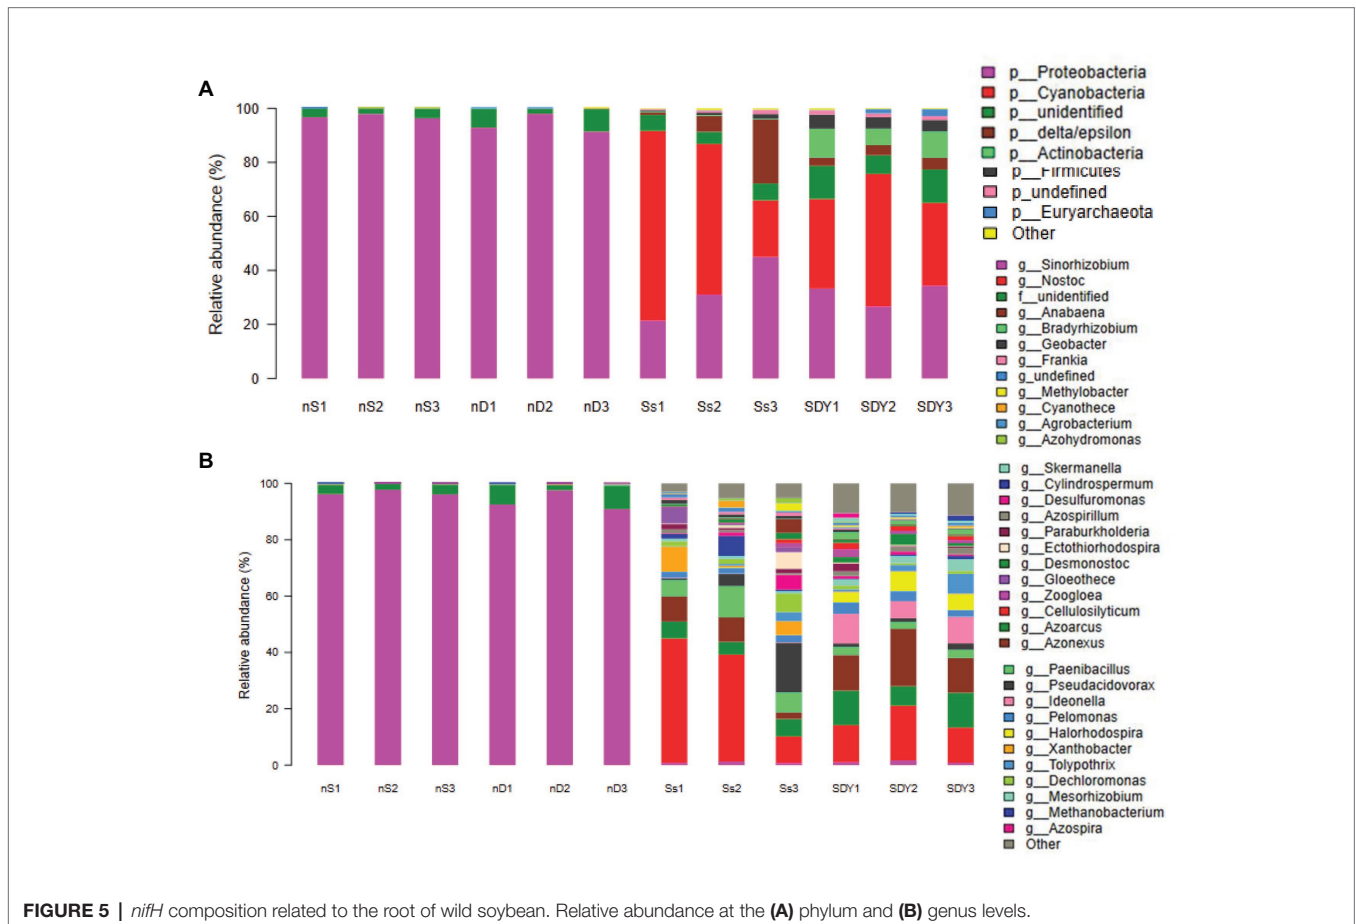 A
p__Proteobacteria
p__Cyanobacteria
p__unidentified
p__delta/epsilon
p__Actinobacteria
p__Firmicutes
p_undefined
p__Euryarchaeota
Other
Relative abundance (%)
100
80
60
40
20
0
nS1 nS2 nS3 nD1 nD2 nD3 Ss1 Ss2 Ss3 SDY1 SDY2 SDY3
g__Sinorhizobium
g__Nostoc
f__unidentified
g__Anabaena
g__Bradyrhizobium
g__Geobacter
g__Frankia
g_undefined
g__Methylobacter
g__Cyanothece
g__Agrobacterium
g__Azohydromonas
B
Relative abundance (%)
100
80
60
40
20
0
nS1 nS2 nS3 nD1 nD2 nD3 Ss1 Ss2 Ss3 SDY1 SDY2 SDY3
g__Skermanella
g__Cylindrospermum
g__Desulfuromonas
g__Azospirillum
g__Paraburkholderia
g__Ectothiorhodospira
g__Desmonostoc
g__Gloeothece
g__Zoogloea
g__Cellulosilyticum
g__Azoarcus
g__Azonexus
g__Paenibacillus
g__Pseudacidovorax
g__Ideonella
g__Pelomonas
g__Halorhodospira
g__Xanthobacter
g__Tolypothrix
g__Dechloromonas
g__Mesorhizobium
g__Methanobacterium
g__Azospira
Other
FIGURE 5 | nifH composition related to the root of wild soybean. Relative abundance at the (A) phylum and (B) genus levels.